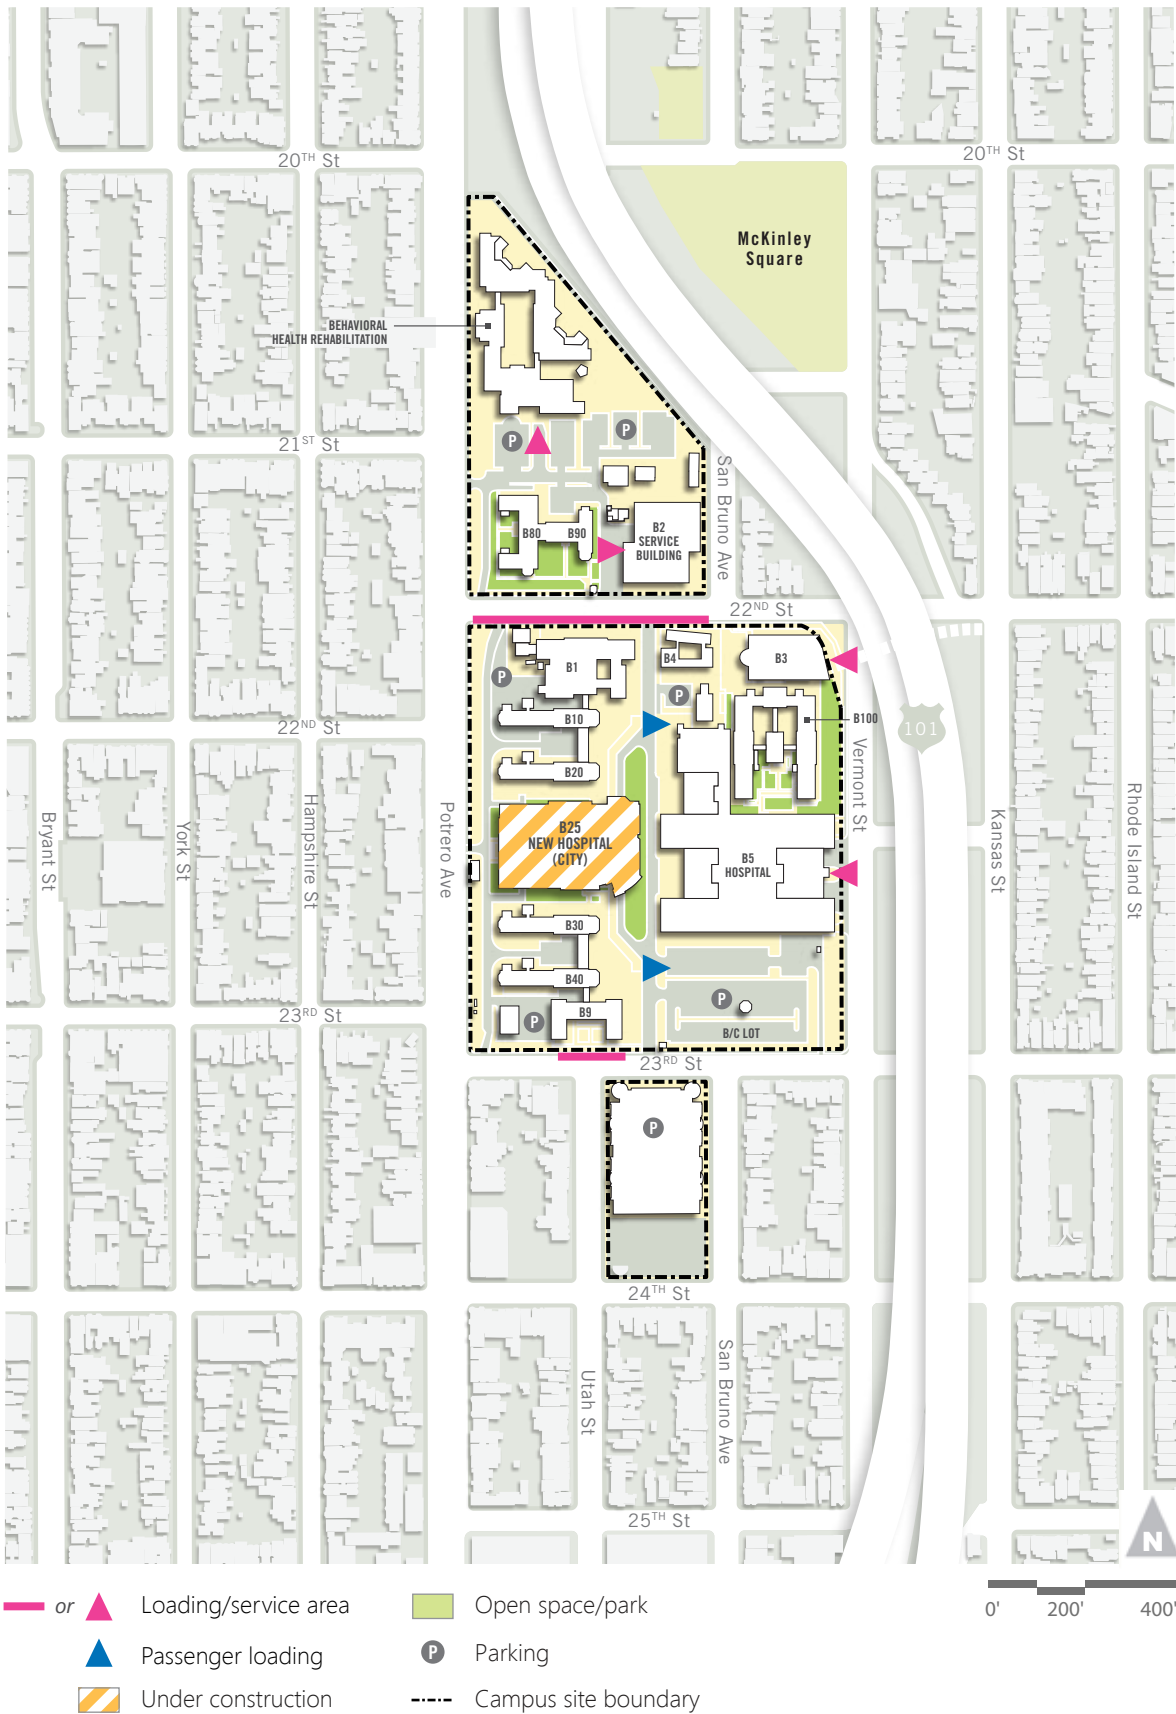 20TH St
20TH St
McKinley
Square
BEHAVIORAL
HEALTH REHABILITATION
21ST St
P
P
San Bruno Ave
B80
B90
B2
SERVICE
BUILDING
22ND St
B1
B4
B3
P
P
B10
B100
22ND St
101
B20
Bryant St
York St
Hampshire St
Potrero Ave
Vermont St
Kansas St
Rhode Island St
B25
NEW HOSPITAL
(CITY)
B5
HOSPITAL
B30
B40
P
B9
P
B/C LOT
23RD St
23RD St
P
24TH St
Utah St
San Bruno Ave
25TH St
N
or Loading/service area
Open space/park
0' 200' 400'
Passenger loading
P Parking
Under construction
Campus site boundary